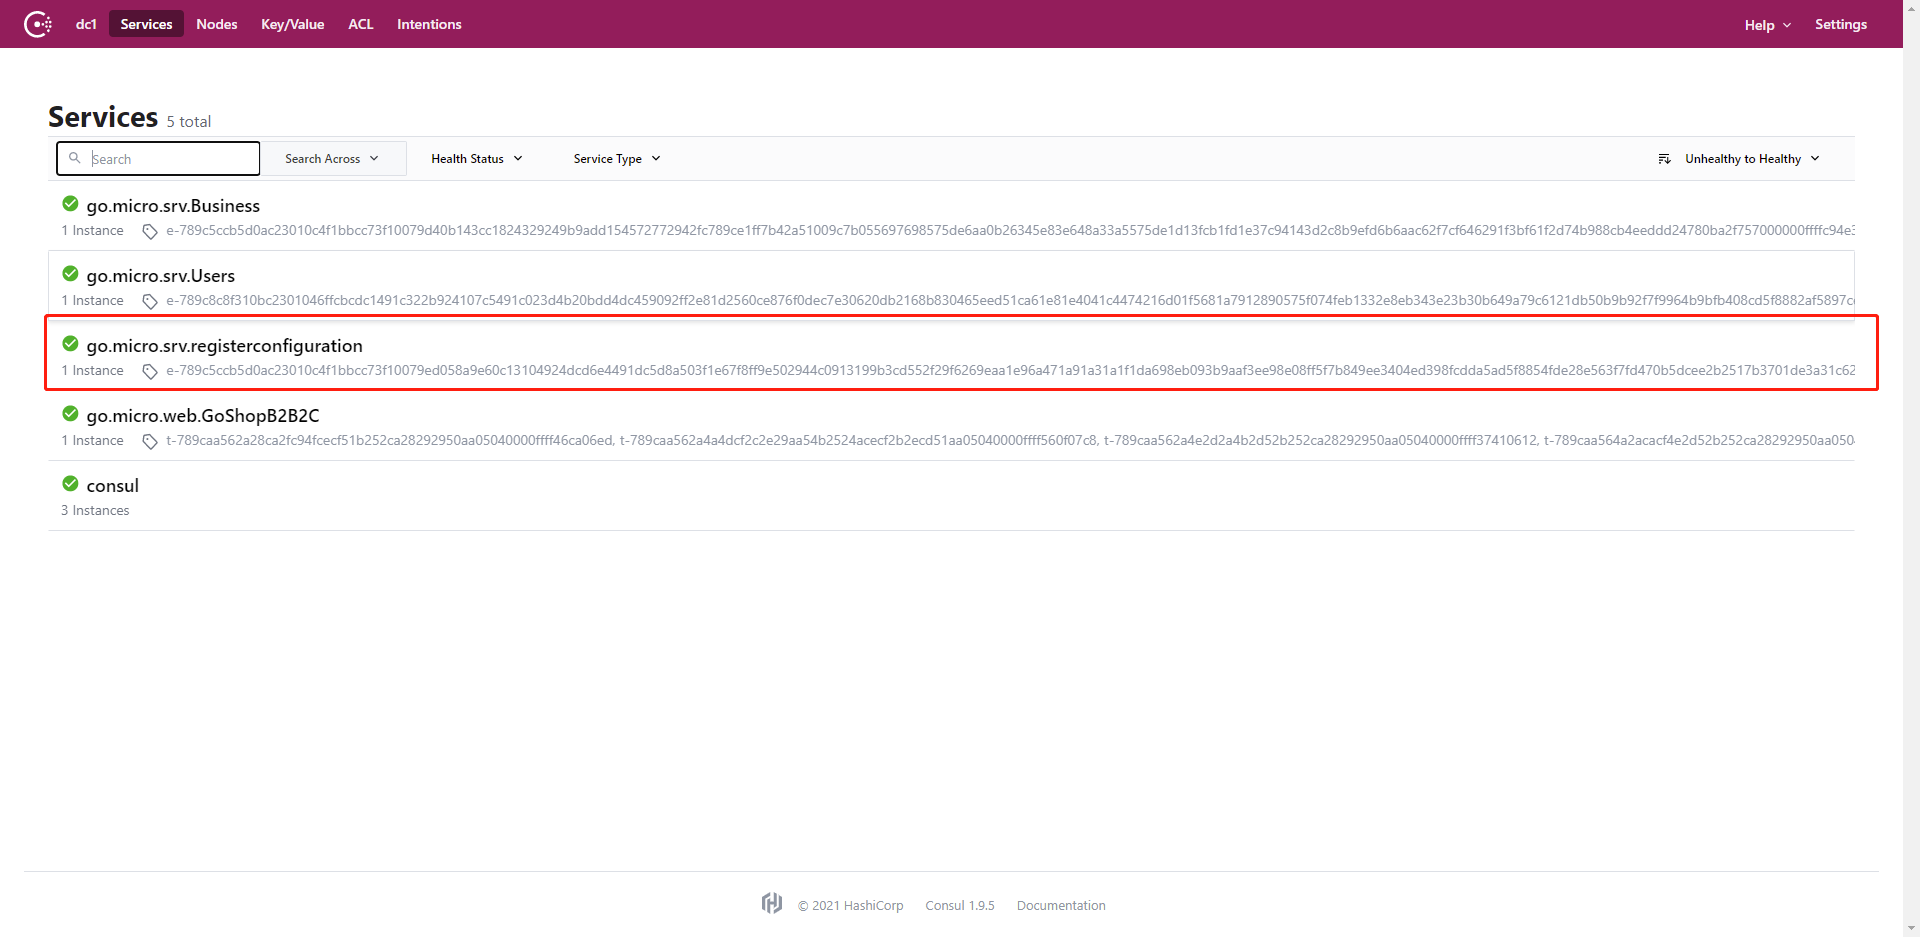 dc1 Services Nodes Key/Value ACL Intentions Help Settings
Services 5 total
Search Search Across Health Status Service Type Unhealthy to Healthy
go.micro.srv.Business
1 Instance e-789c5ccb5d0ac23010c4f1bbcc73f10079d40b143cc1824329249b9add154572772942fc789ce1ff7b42a51009c7b055697698575de6aa0b26345e83e648a33a5575de1d13fcb1fd1e37c94143d2c8b9efd6b6aac62f7cf646291f3bf61f2d74b988cb4eeddd24780ba2f757000000ffffc94e3
go.micro.srv.Users
1 Instance e-789c8c8f310bc2301046ffcbcdc1491c322b924107c5491c023d4b20bdd4dc459092ff2e81d2560ce876f0dec7e30620db2168b830465eed51ca61e81e4041c4474216d01f5681a7912890575f074feb1332e8eb343e23b30b649a79c6121db50b9b92f7f9964b9bfb408cd5f8882af5897c
go.micro.srv.registerconfiguration
1 Instance e-789c5ccb5d0ac23010c4f1bbcc73f10079ed058a9e60c13104924dcd6e4491dc5d8a503f1e67f8ff9e502944c0913199b3cd552f29f6269eaa1e96a471a91a31a1f1da698eb093b9aaf3ee98e08ff5f7b849ee3404ed398fcdda5ad5f8854fde28e563f7fd470b5dcee2b2517b3701de3a31c62
go.micro.web.GoShopB2B2C
1 Instance t-789caa562a28ca2fc94fcecf51b252ca28292950aa05040000ffff46ca06ed, t-789caa562a4a4dcf2c2e29aa54b2524acecf2b2ecd51aa05040000ffff560f07c8, t-789caa562a4e2d2a4b2d52b252ca28292950aa05040000ffff37410612, t-789caa564a2acacf4e2d52b252ca28292950aa050
consul
3 Instances
© 2021 HashiCorp Consul 1.9.5 Documentation